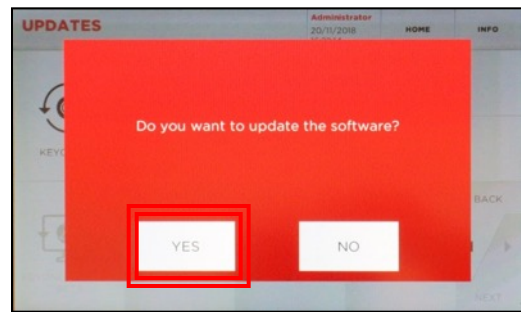 UPDATES
Administrator
20/11/2018
HOME
INFO
Do you want to update the software?
BACK
YES
NO
NEXT